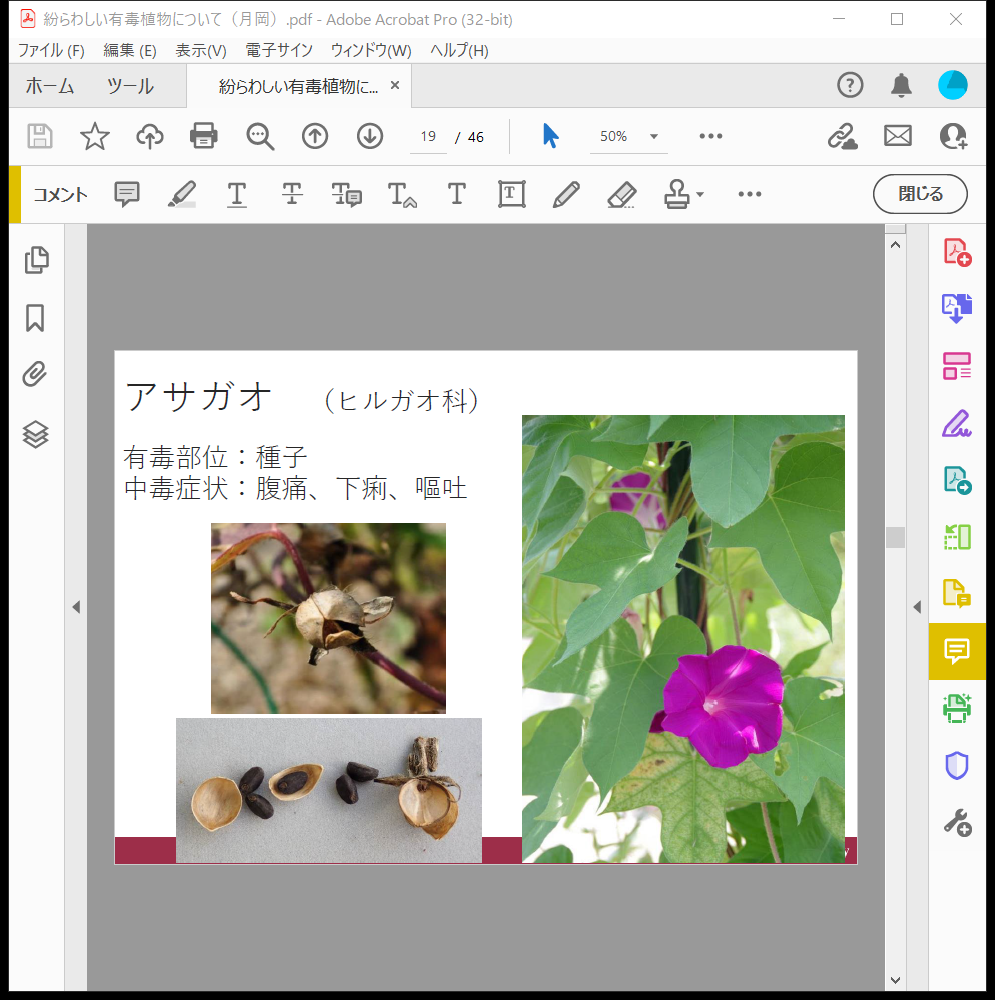 紛らわしい有毒植物について（月岡）.pdf - Adobe Acrobat Pro (32-bit)
ファイル (F) 編集 (E) 表示(V) 電子サイン ウィンドウ(W) ヘルプ(H)
ホーム ツール 紛らわしい有毒植物に...
19 / 46 50%
コメント 閉じる
アサガオ （ヒルガオ科）
有毒部位：種子
中毒症状：腹痛、下痢、嘔吐